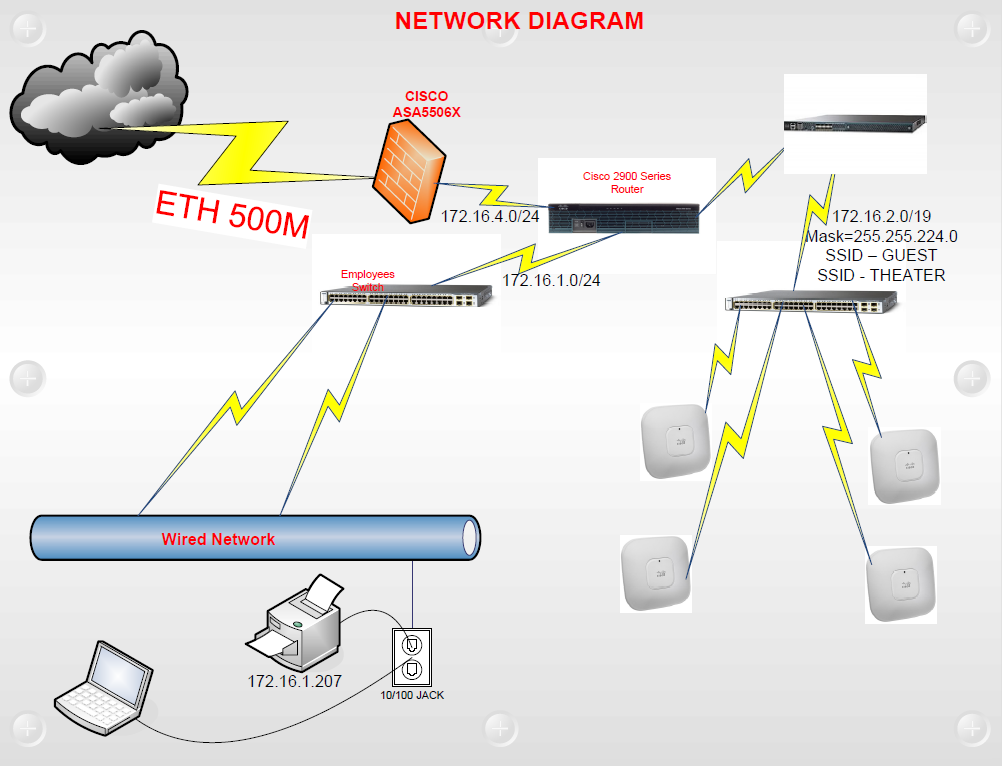 NETWORK DIAGRAM
CISCO
ASA5506X
ETH 500M
Cisco 2900 Series
Router
172.16.4.0/24
172.16.2.0/19
Mask=255.255.224.0
SSID – GUEST
SSID - THEATER
Employees
Switch
172.16.1.0/24
Wired Network
172.16.1.207
10/100 JACK